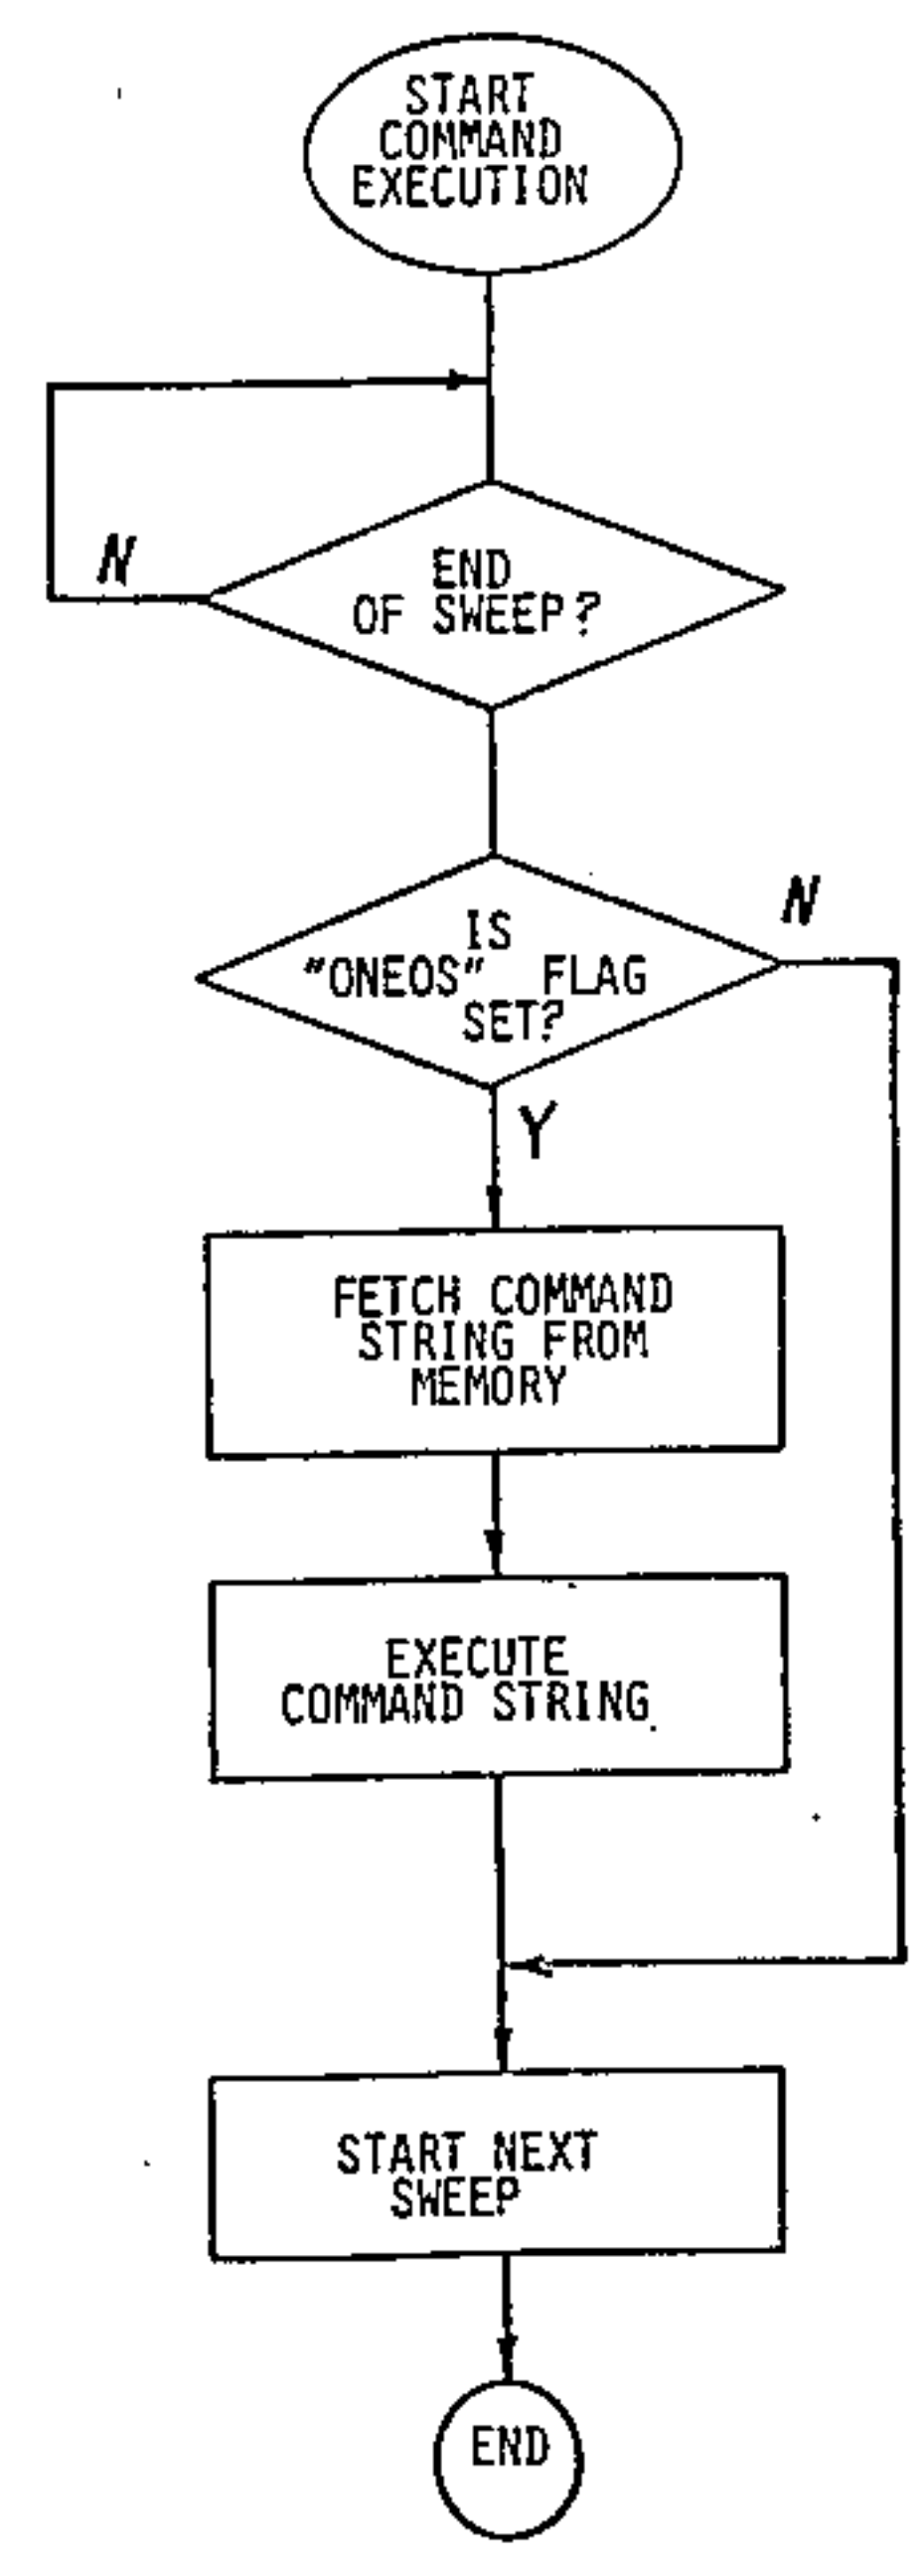 START
COMMAND
EXECUTION
N
END
OF SWEEP?
N
IS
"ONEOS" FLAG
SET?
Y
FETCH COMMAND
STRING FROM
MEMORY
EXECUTE
COMMAND STRING
START NEXT
SWEEP
END